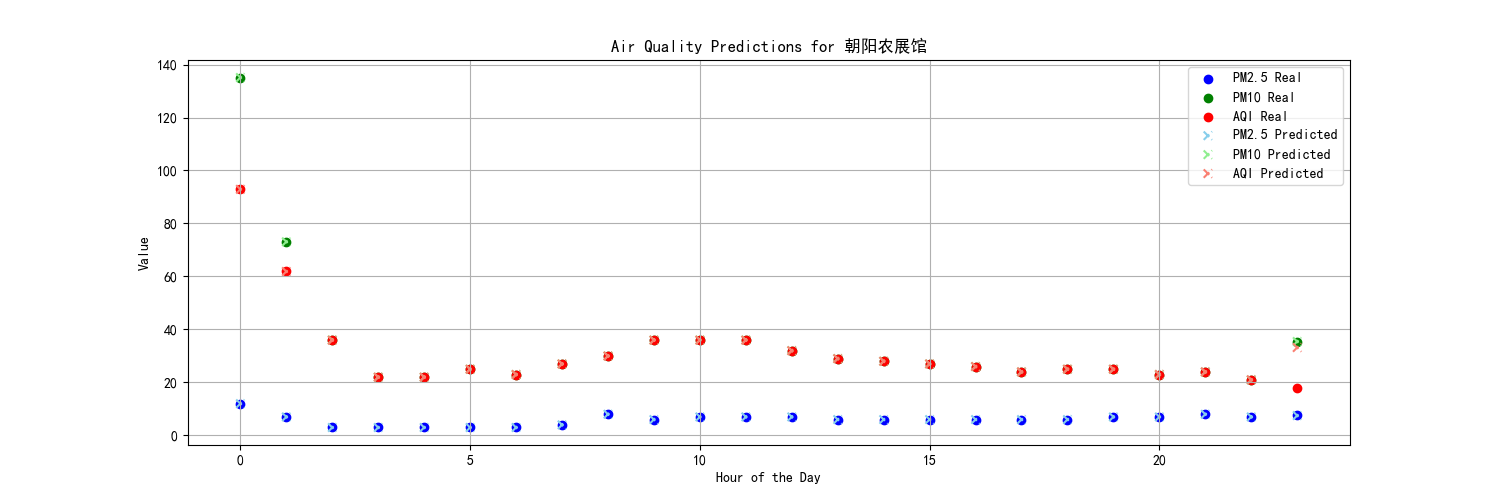 Air Quality Predictions for 朝阳农展馆
140
120
100
80
60
40
20
0
Value
0 5 10 15 20
Hour of the Day
PM2.5 Real
PM10 Real
AQI Real
PM2.5 Predicted
PM10 Predicted
AQI Predicted